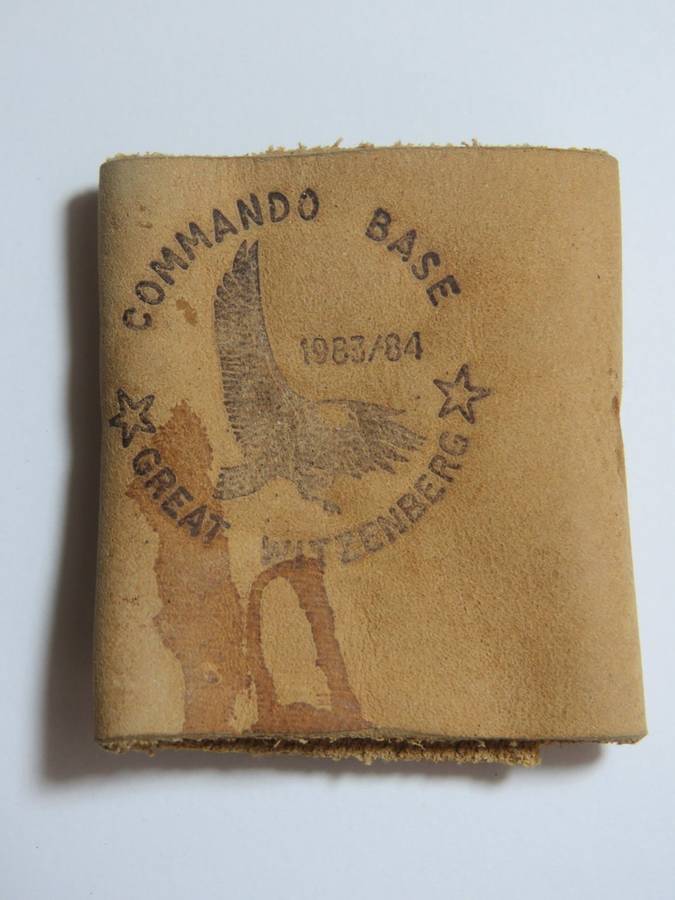 COMMANDO BASE
1983/84
GREAT WITZENBERG